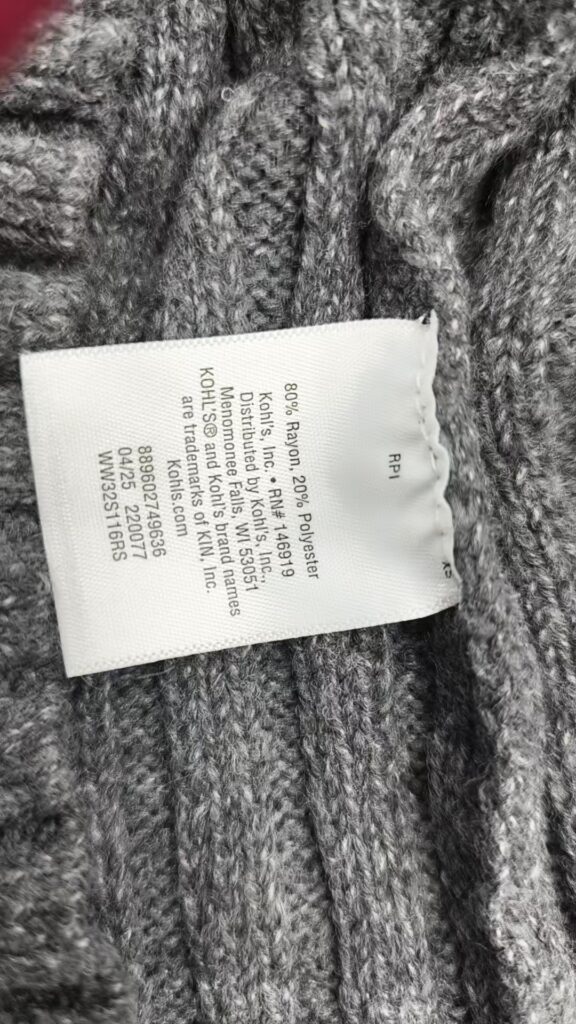 RPI
80% Rayon, 20% Polyester
Kohl's, Inc. • RN# 146919
Distributed by Kohl's, Inc.,
Menomonee Falls, WI 53051
KOHL'S® and Kohl's brand names
are trademarks of KIN, Inc.
Kohls.com
889602749636
04/25 220077
WW32S116RS